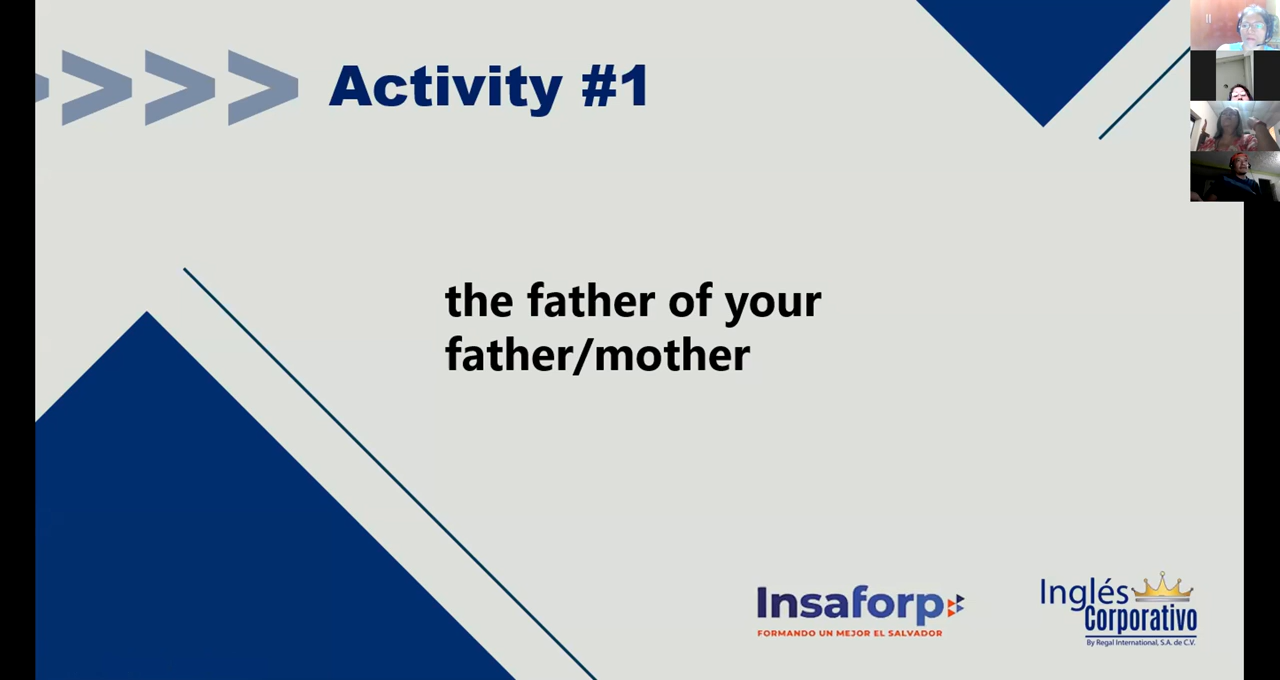 Activity #1
the father of your
father/mother
Insaforp
FORMANDO UN MEJOR EL SALVADOR
Inglés
Corporativo
By Regal International, S.A. de C.V.